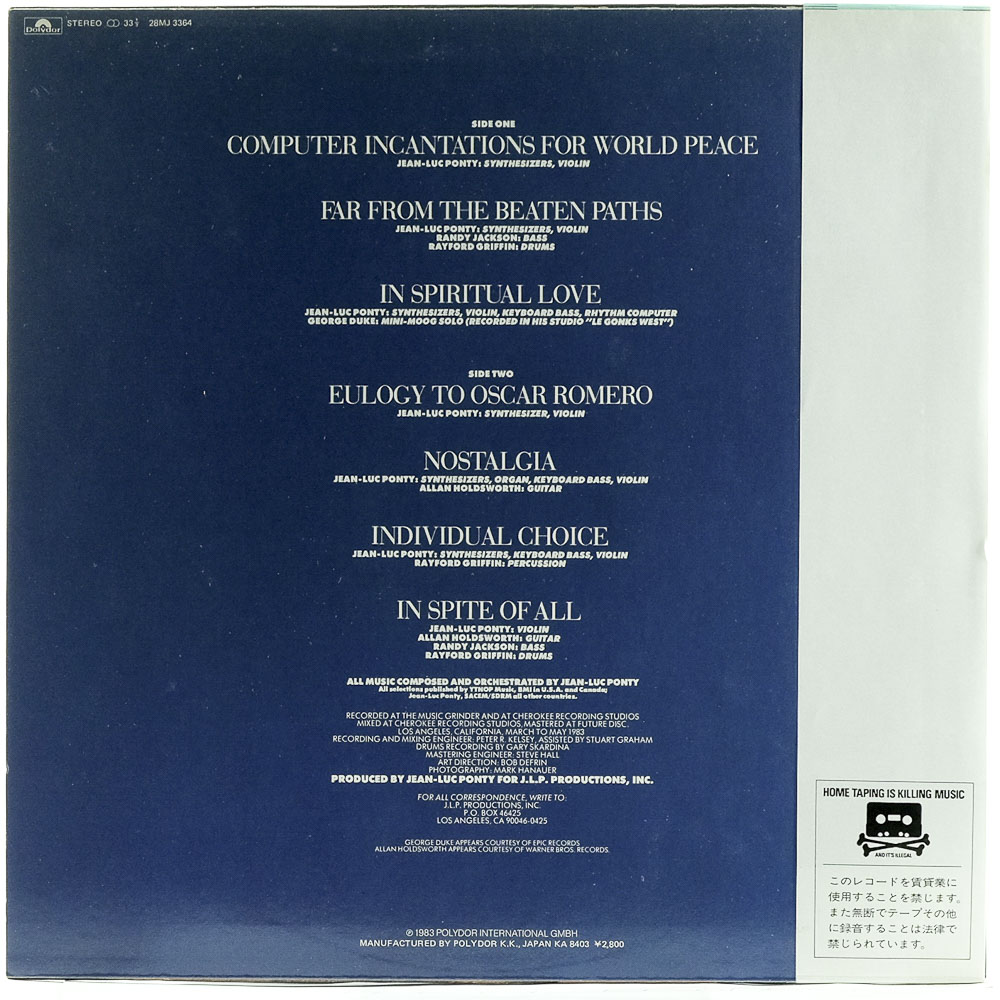 Polydor STEREO 33⅓ 28MJ 3364
SIDE ONE
COMPUTER INCANTATIONS FOR WORLD PEACE
JEAN-LUC PONTY: SYNTHESIZERS, VIOLIN
FAR FROM THE BEATEN PATHS
JEAN-LUC PONTY: SYNTHESIZERS, VIOLIN
RANDY JACKSON: BASS
RAYFORD GRIFFIN: DRUMS
IN SPIRITUAL LOVE
JEAN-LUC PONTY: SYNTHESIZERS, VIOLIN, KEYBOARD BASS, RHYTHM COMPUTER
GEORGE DUKE: MINI-MOOG SOLO (RECORDED IN HIS STUDIO "LE GONKS WEST")
SIDE TWO
EULOGY TO OSCAR ROMERO
JEAN-LUC PONTY: SYNTHESIZER, VIOLIN
NOSTALGIA
JEAN-LUC PONTY: SYNTHESIZERS, ORGAN, KEYBOARD BASS, VIOLIN
ALLAN HOLDSWORTH: GUITAR
INDIVIDUAL CHOICE
JEAN-LUC PONTY: SYNTHESIZERS, KEYBOARD BASS, VIOLIN
RAYFORD GRIFFIN: PERCUSSION
IN SPITE OF ALL
JEAN-LUC PONTY: VIOLIN
ALLAN HOLDSWORTH: GUITAR
RANDY JACKSON: BASS
RAYFORD GRIFFIN: DRUMS
ALL MUSIC COMPOSED AND ORCHESTRATED BY JEAN-LUC PONTY
All selections published by YTNOP Music, BMI in U.S.A. and Canada;
Jean-Luc Ponty, SACEM/SDRM all other countries.
RECORDED AT THE MUSIC GRINDER AND AT CHEROKEE RECORDING STUDIOS
MIXED AT CHEROKEE RECORDING STUDIOS, MASTERED AT FUTURE DISC,
LOS ANGELES, CALIFORNIA, MARCH TO MAY 1983
RECORDING AND MIXING ENGINEER: PETER R. KELSEY, ASSISTED BY STUART GRAHAM
DRUMS RECORDING BY GARY SKARDINA
MASTERING ENGINEER: STEVE HALL
ART DIRECTION: BOB DEFRIN
PHOTOGRAPHY: MARK HANAUER
PRODUCED BY JEAN-LUC PONTY FOR J.L.P. PRODUCTIONS, INC.
FOR ALL CORRESPONDENCE, WRITE TO:
J.L.P. PRODUCTIONS, INC.
P.O. BOX 46425
LOS ANGELES, CA 90046-0425
GEORGE DUKE APPEARS COURTESY OF EPIC RECORDS
ALLAN HOLDSWORTH APPEARS COURTESY OF WARNER BROS. RECORDS.
℗ 1983 POLYDOR INTERNATIONAL GMBH
MANUFACTURED BY POLYDOR K.K., JAPAN KA 8403 ¥2,800
HOME TAPING IS KILLING MUSIC
AND IT'S ILLEGAL
このレコードを賃貸業に
使用することを禁じます。
また無断でテープその他
に録音することは法律で
禁じられています。